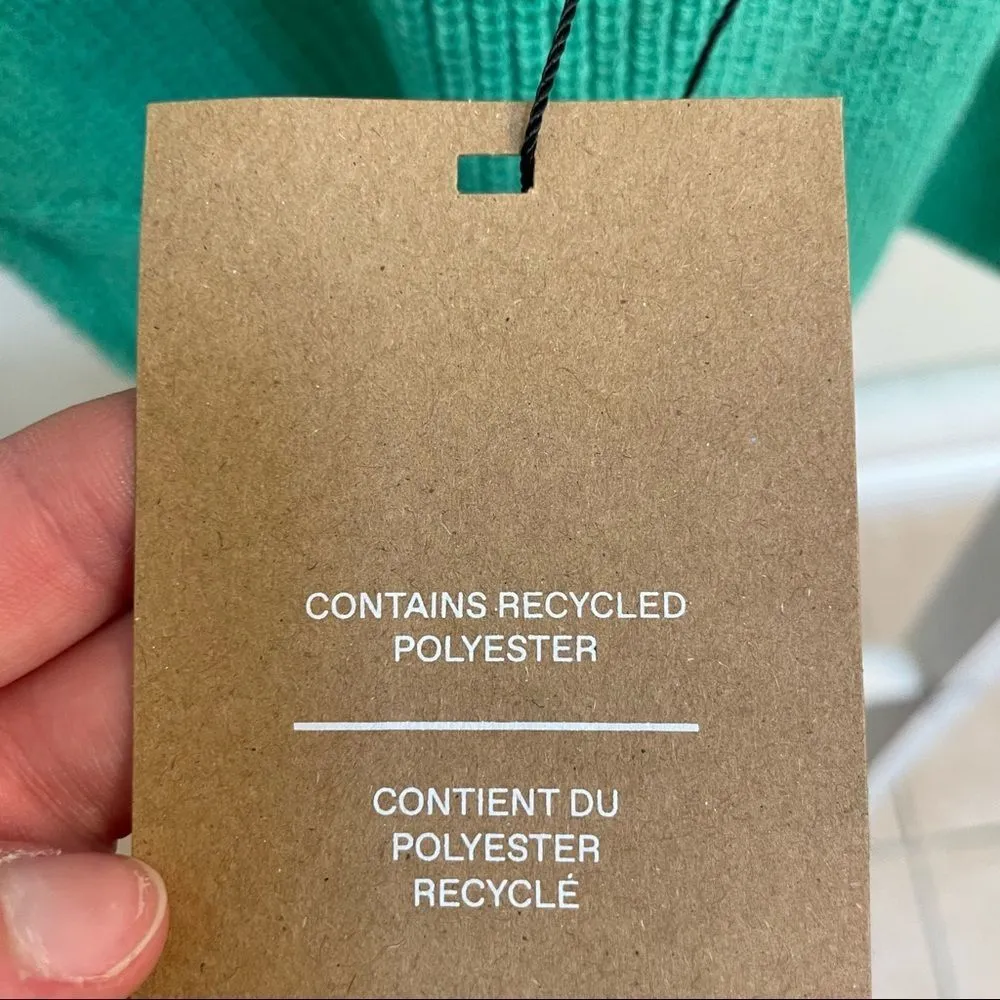 CONTAINS RECYCLED
POLYESTER
CONTIENT DU
POLYESTER
RECYCLÉ